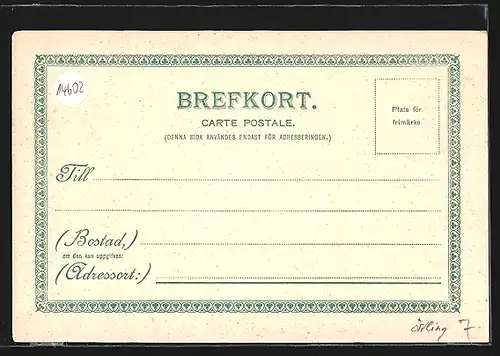 14602
BREFKORT.
CARTE POSTALE.
(DENNA SIDA ANVÄNDES ENDAST FÖR ADRESSERINGEN.)
Plats för
frimärke
Till
(Bostad,)
om den kan uppgifvas:
(Adressort:)
7.